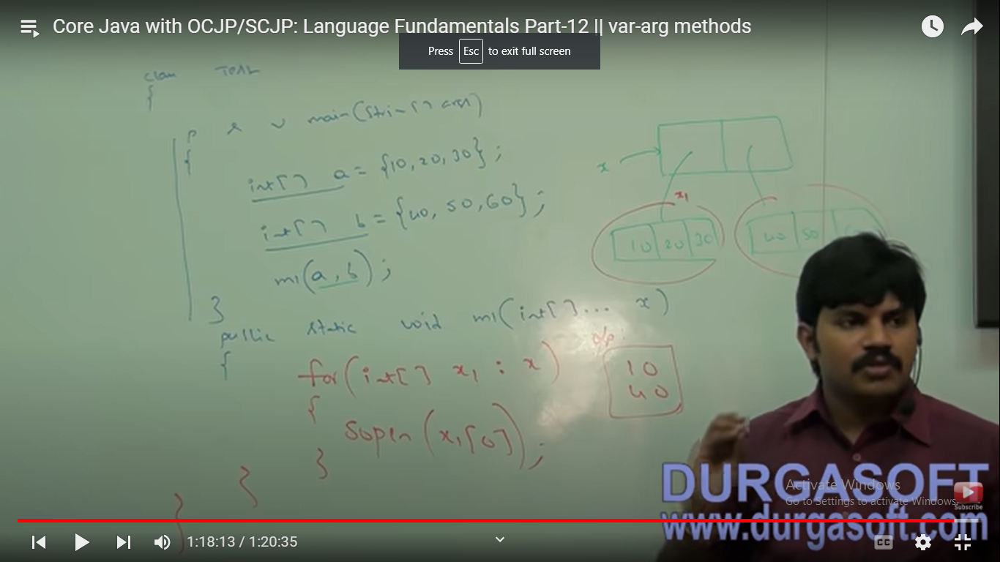 Core Java with OCJP/SCJP: Language Fundamentals Part-12 || var-arg methods
Press Esc to exit full screen
class Test
{
p s v main(String[] args)
{
int[] a = {10, 20, 30};
int[] b = {40, 50, 60};
m1(a, b);
}
public static void m1(int[]... x)
{
for(int[] x1 : x)
{
Sopln(x1[0]);
}
}
}
x
x1
10 20 30
40 50
o/p:
10
40
DURGASOFT
www.durgasoft.com
Activate Windows
Go to Settings to activate Windows.
Subscribe
1:18:13 / 1:20:35
CC